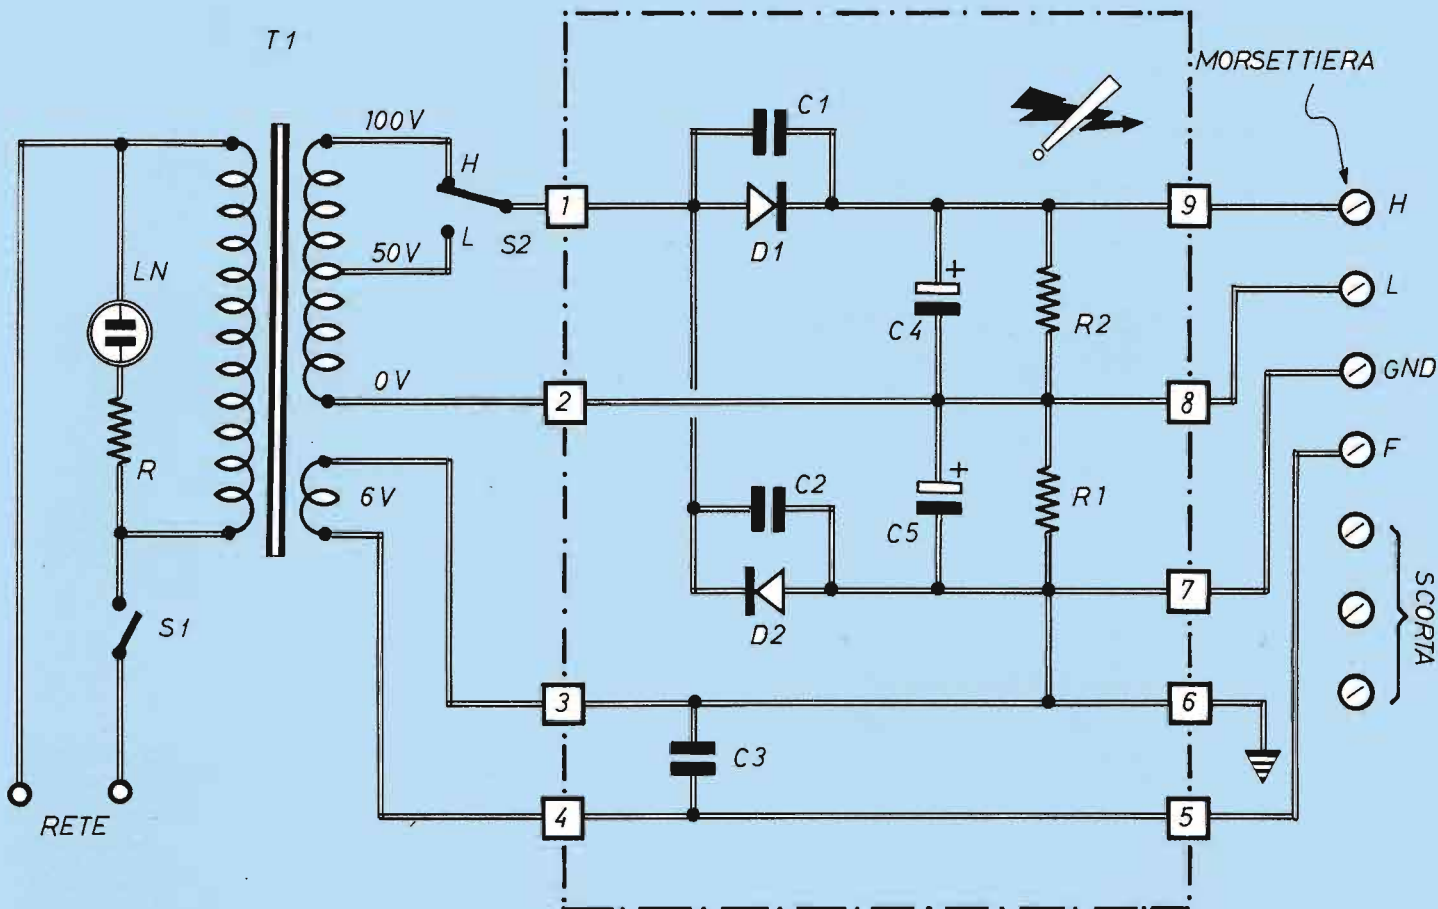 T1
MORSETTIERA
100V
C1
H
1
9
H
L
S2
D1
50V
LN
L
+
C4
R2
GND
0V
2
8
F
6V
C2
+
R1
R
C5
7
S1
D2
SCORTA
3
6
C3
4
5
RETE